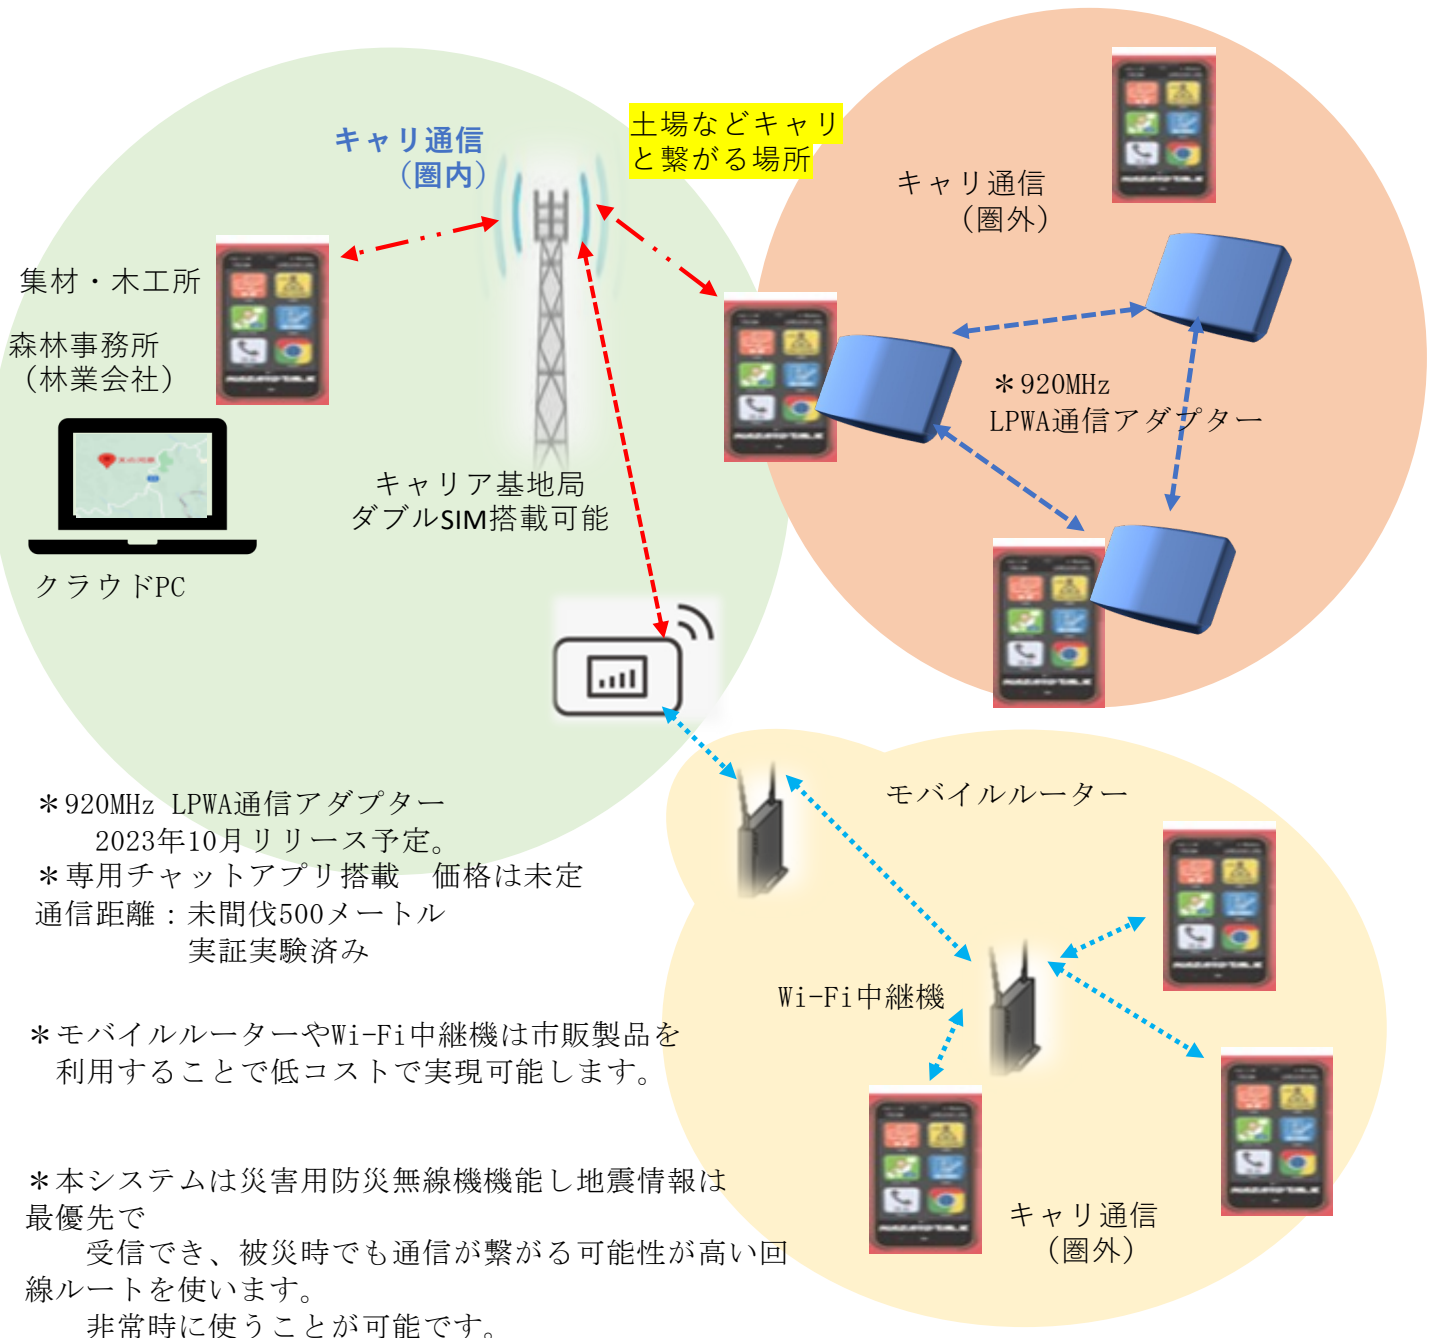 キャリ通信
（圏内）
土場などキャリ
と繋がる場所
キャリ通信
（圏外）
集材・木工所
森林事務所
（林業会社）
＊920MHz
LPWA通信アダプター
キャリア基地局
ダブルSIM搭載可能
クラウドPC
モバイルルーター
＊920MHz LPWA通信アダプター
2023年10月リリース予定。
＊専用チャットアプリ搭載　価格は未定
通信距離：未間伐500メートル
実証実験済み
Wi-Fi中継機
＊モバイルルーターやWi-Fi中継機は市販製品を
利用することで低コストで実現可能します。
＊本システムは災害用防災無線機機能し地震情報は
最優先で
受信でき、被災時でも通信が繋がる可能性が高い回
線ルートを使います。
非常時に使うことが可能です。
キャリ通信
（圏外）